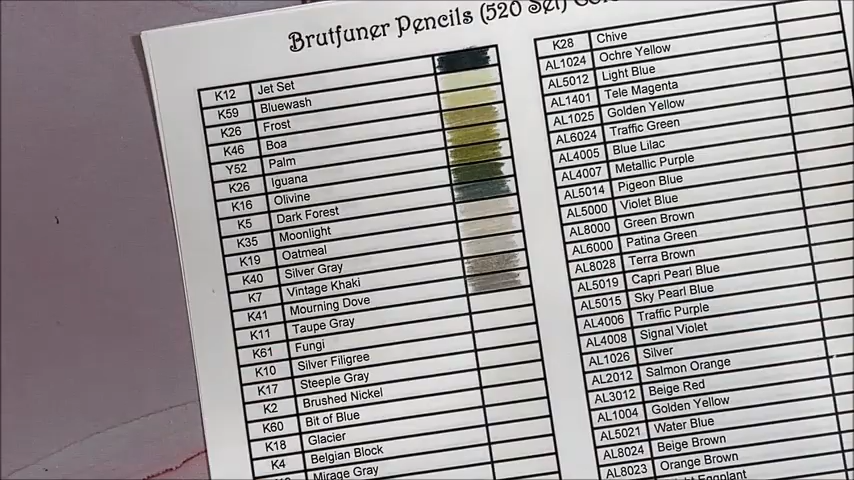 Brutfuner Pencils (520 Set)
K12 Jet Set
K59 Bluewash
K26 Frost
K46 Boa
Y52 Palm
K26 Iguana
K16 Olivine
K5 Dark Forest
K35 Moonlight
K19 Oatmeal
K40 Silver Gray
K7 Vintage Khaki
K41 Mourning Dove
K11 Taupe Gray
K61 Fungi
K10 Silver Filigree
K17 Steeple Gray
K2 Brushed Nickel
K60 Bit of Blue
K18 Glacier
K4 Belgian Block
Mirage Gray
K28 Chive
AL1024 Ochre Yellow
AL5012 Light Blue
AL1401 Tele Magenta
AL1025 Golden Yellow
AL6024 Traffic Green
AL4005 Blue Lilac
AL4007 Metallic Purple
AL5014 Pigeon Blue
AL5000 Violet Blue
AL8000 Green Brown
AL6000 Patina Green
AL8028 Terra Brown
AL5019 Capri Pearl Blue
AL5015 Sky Pearl Blue
AL4006 Traffic Purple
AL4008 Signal Violet
AL1026 Silver
AL2012 Salmon Orange
AL3012 Beige Red
AL1004 Golden Yellow
AL5021 Water Blue
AL8024 Beige Brown
AL8023 Orange Brown
Eggplant